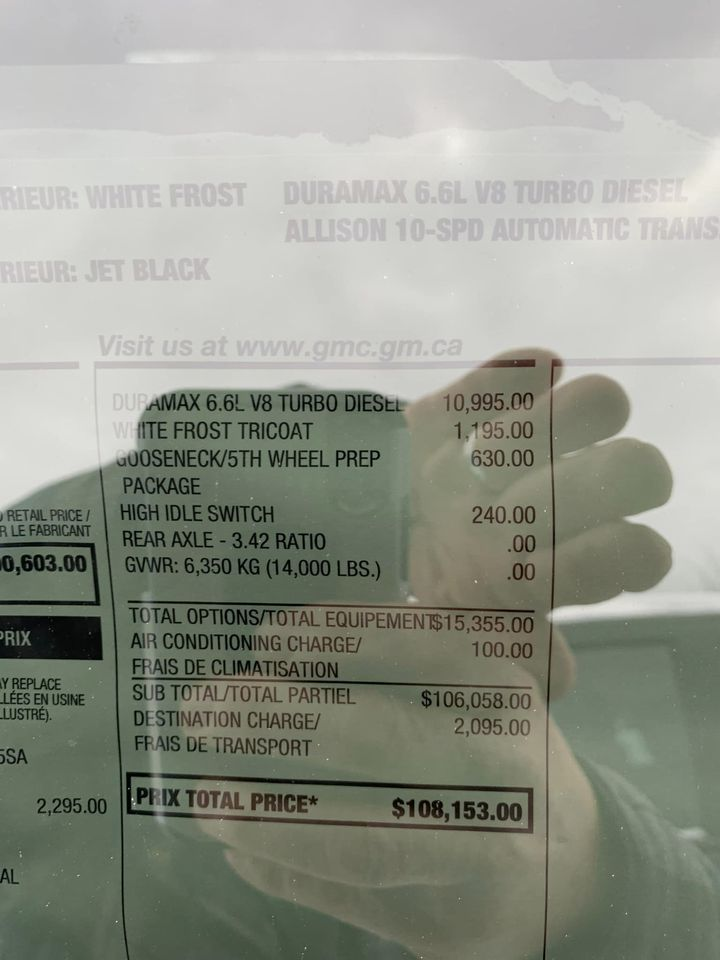 RIEUR: WHITE FROST
RIEUR: JET BLACK
DURAMAX 6.6L V8 TURBO DIESEL
ALLISON 10-SPD AUTOMATIC TRANS
Visit us at www.gmc.gm.ca
RETAIL PRICE /
R LE FABRICANT
0,603.00
PRIX
AY REPLACE
LLÉES EN USINE
LLUSTRÉ).
5SA
2,295.00
AL
DURAMAX 6.6L V8 TURBO DIESEL 10,995.00
WHITE FROST TRICOAT 1,195.00
GOOSENECK/5TH WHEEL PREP 630.00
PACKAGE
HIGH IDLE SWITCH 240.00
REAR AXLE - 3.42 RATIO .00
GVWR: 6,350 KG (14,000 LBS.) .00
TOTAL OPTIONS/TOTAL EQUIPEMENT $15,355.00
AIR CONDITIONING CHARGE/ 100.00
FRAIS DE CLIMATISATION
SUB TOTAL/TOTAL PARTIEL $106,058.00
DESTINATION CHARGE/ 2,095.00
FRAIS DE TRANSPORT
PRIX TOTAL PRICE* $108,153.00